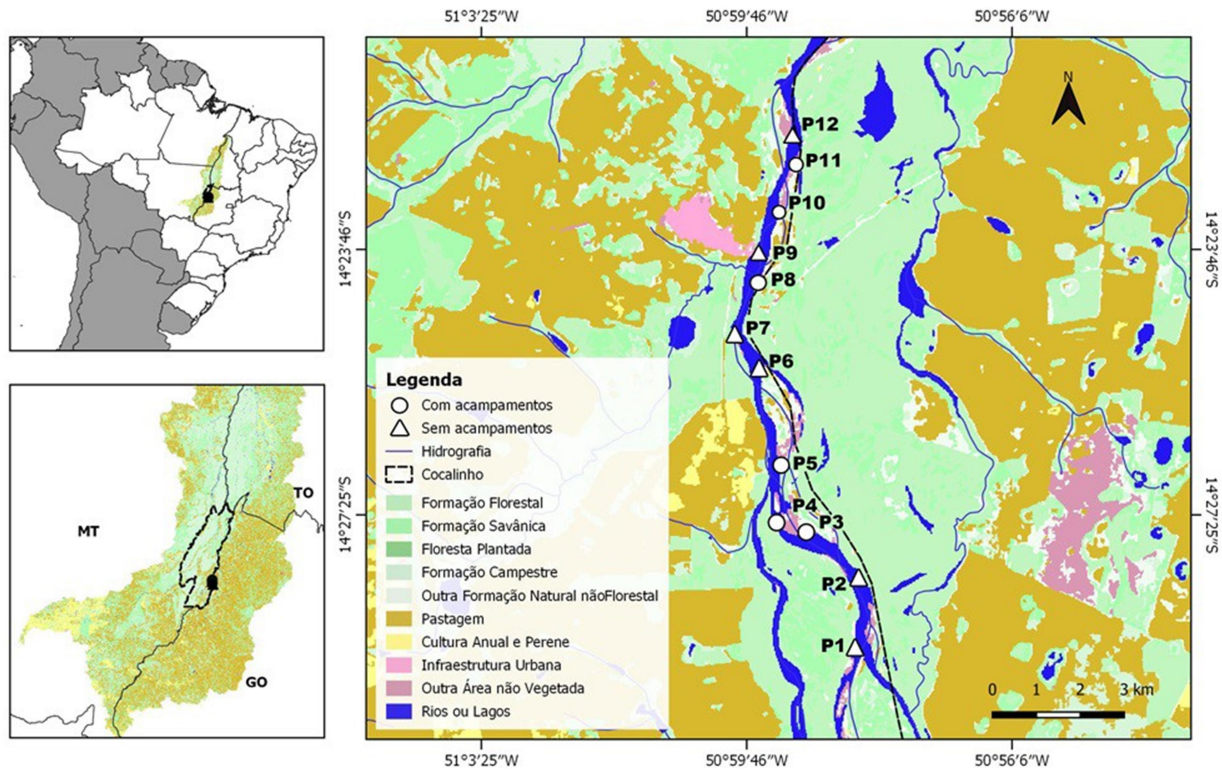 51°3′25″W
50°59′46″W
50°56′6″W
N
P12
P11
P10
P9
P8
P7
P6
P5
P4
P3
P2
P1
14°23′46″S
14°27′25″S
14°23′46″S
14°27′25″S
Legenda
Com acampamentos
Sem acampamentos
Hidrografia
Cocalinho
Formação Florestal
Formação Savânica
Floresta Plantada
Formação Campestre
Outra Formação Natural nãoFlorestal
Pastagem
Cultura Anual e Perene
Infraestrutura Urbana
Outra Área não Vegetada
Rios ou Lagos
0 1 2 3 km
51°3′25″W
50°59′46″W
50°56′6″W
MT
TO
GO